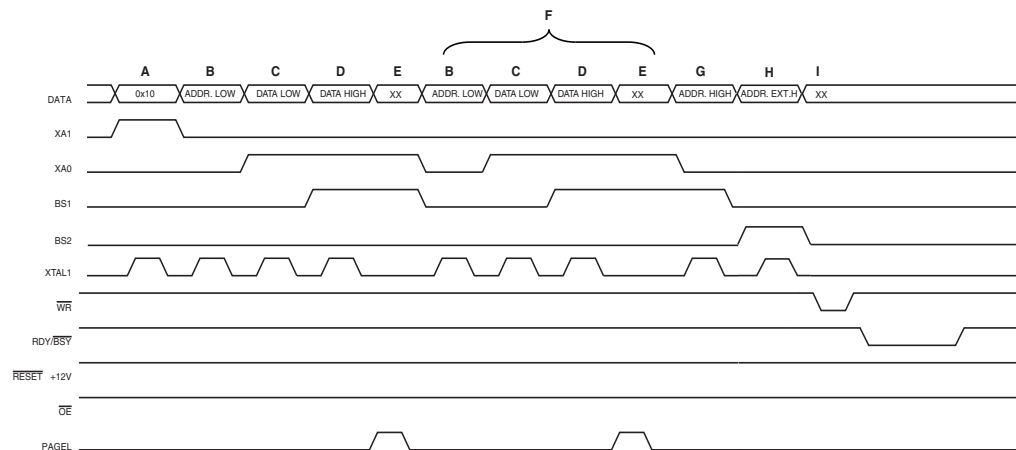 F
A B C D E B C D E G H I
DATA 0x10 ADDR. LOW DATA LOW DATA HIGH XX ADDR. LOW DATA LOW DATA HIGH XX ADDR. HIGH ADDR. EXT.H XX
XA1
XA0
BS1
BS2
XTAL1
WR
RDY/BSY
RESET +12V
OE
PAGEL